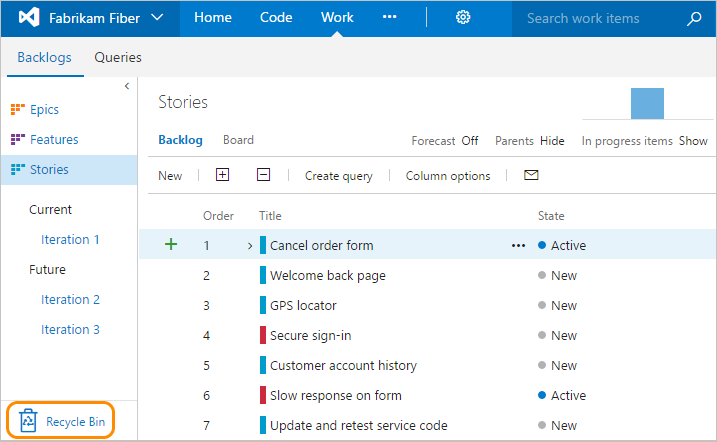 Fabrikam Fiber Home Code Work ••• Search work items
Backlogs Queries
Epics
Features
Stories
Current
Iteration 1
Future
Iteration 2
Iteration 3
Recycle Bin
Stories
Backlog Board Forecast Off Parents Hide In progress items Show
New Create query Column options
Order Title State
1 Cancel order form ••• Active
2 Welcome back page New
3 GPS locator New
4 Secure sign-in New
5 Customer account history New
6 Slow response on form Active
7 Update and retest service code New